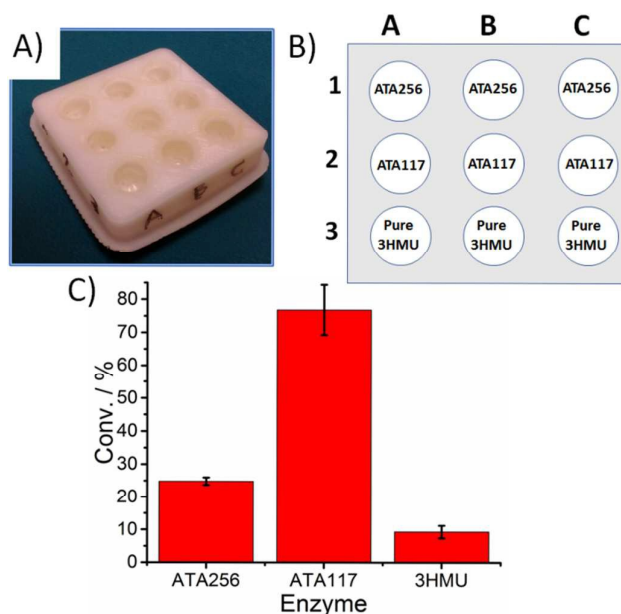 A)
A B C
B)
A B C
1 ATA256 ATA256 ATA256
2 ATA117 ATA117 ATA117
3 Pure 3HMU Pure 3HMU Pure 3HMU
C)
Conv. / %
80
70
60
50
40
30
20
10
0
ATA256 ATA117 3HMU
Enzyme